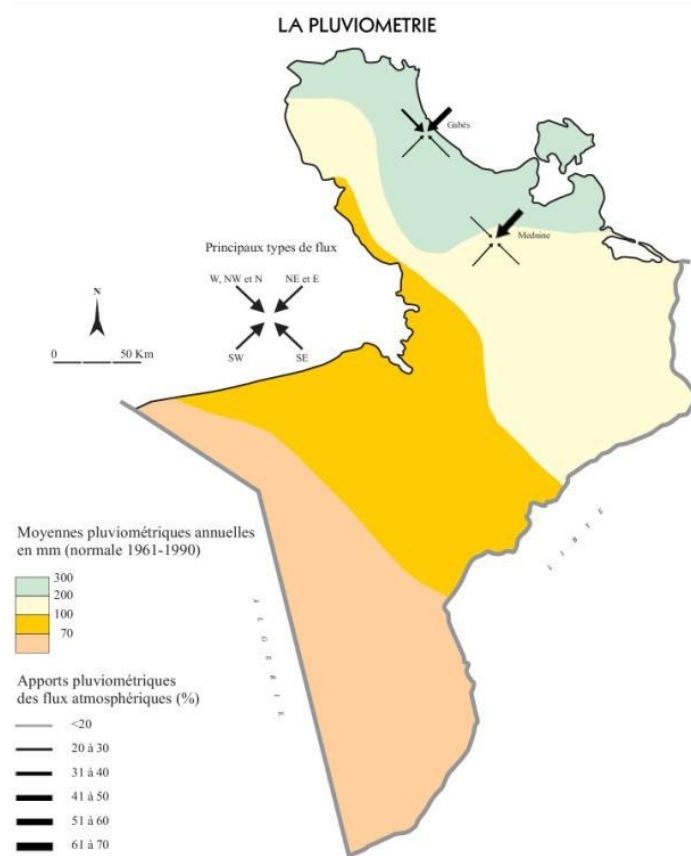 LA PLUVIOMETRIE
Gabés
Mednine
Principaux types de flux
W, NW et N
NE et E
SW
SE
N
0
50 Km
Moyennes pluviométriques annuelles
en mm (normale 1961-1990)
300
200
100
70
Apports pluviométriques
des flux atmosphériques (%)
<20
20 à 30
31 à 40
41 à 50
51 à 60
61 à 70
ALGERIE
LIBYE